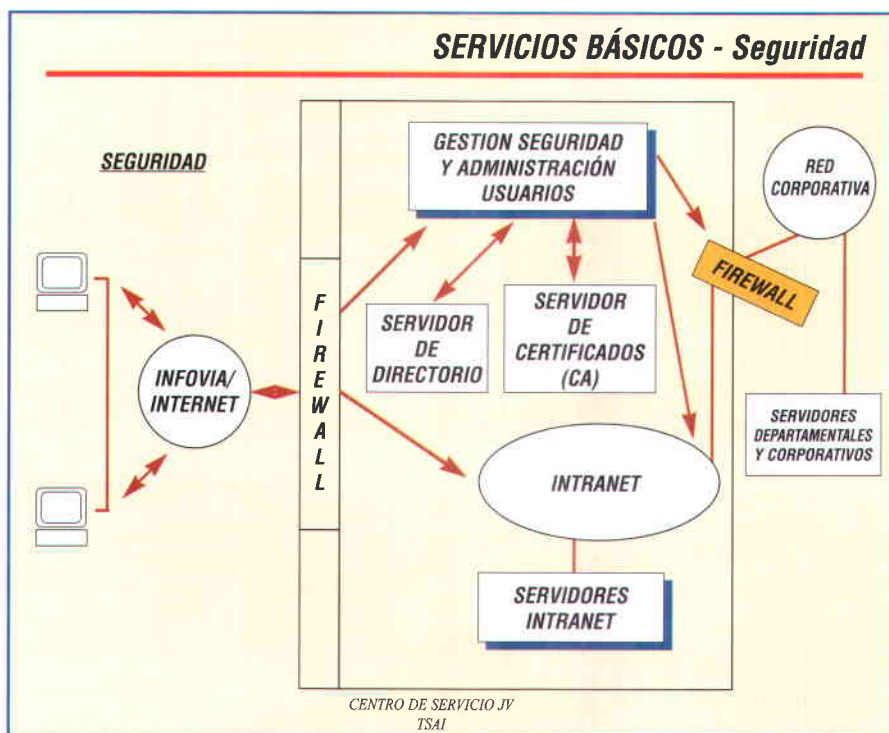 SERVICIOS BÁSICOS - Seguridad
SEGURIDAD
INFOVIA/
INTERNET
FIREWALL
GESTION SEGURIDAD
Y ADMINISTRACIÓN
USUARIOS
SERVIDOR
DE
DIRECTORIO
SERVIDOR
DE
CERTIFICADOS
(CA)
INTRANET
SERVIDORES
INTRANET
RED
CORPORATIVA
FIREWALL
SERVIDORES
DEPARTAMENTALES
Y CORPORATIVOS
CENTRO DE SERVICIO JV
TSAI